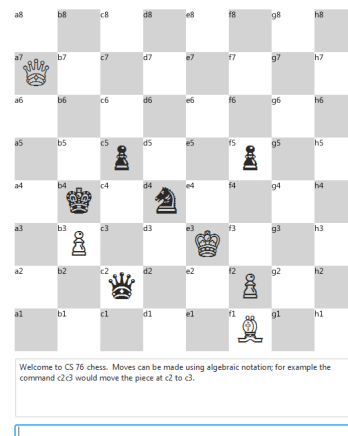 a8 b8 c8 d8 e8 f8 g8 h8
a7 b7 c7 d7 e7 f7 g7 h7
a6 b6 c6 d6 e6 f6 g6 h6
a5 b5 c5 d5 e5 f5 g5 h5
a4 b4 c4 d4 e4 f4 g4 h4
a3 b3 c3 d3 e3 f3 g3 h3
a2 b2 c2 d2 e2 f2 g2 h2
a1 b1 c1 d1 e1 f1 g1 h1
Welcome to CS 76 chess. Moves can be made using algebraic notation; for example the
command c2c3 would move the piece at c2 to c3.